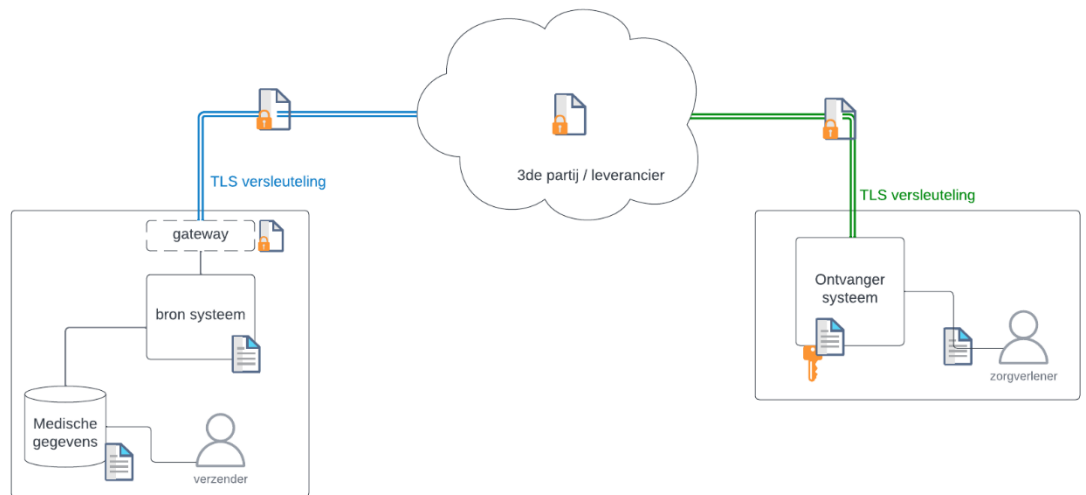 3de partij / leverancier
TLS versleuteling
TLS versleuteling
gateway
bron systeem
Medische
gegevens
verzender
Ontvanger
systeem
zorgverlener